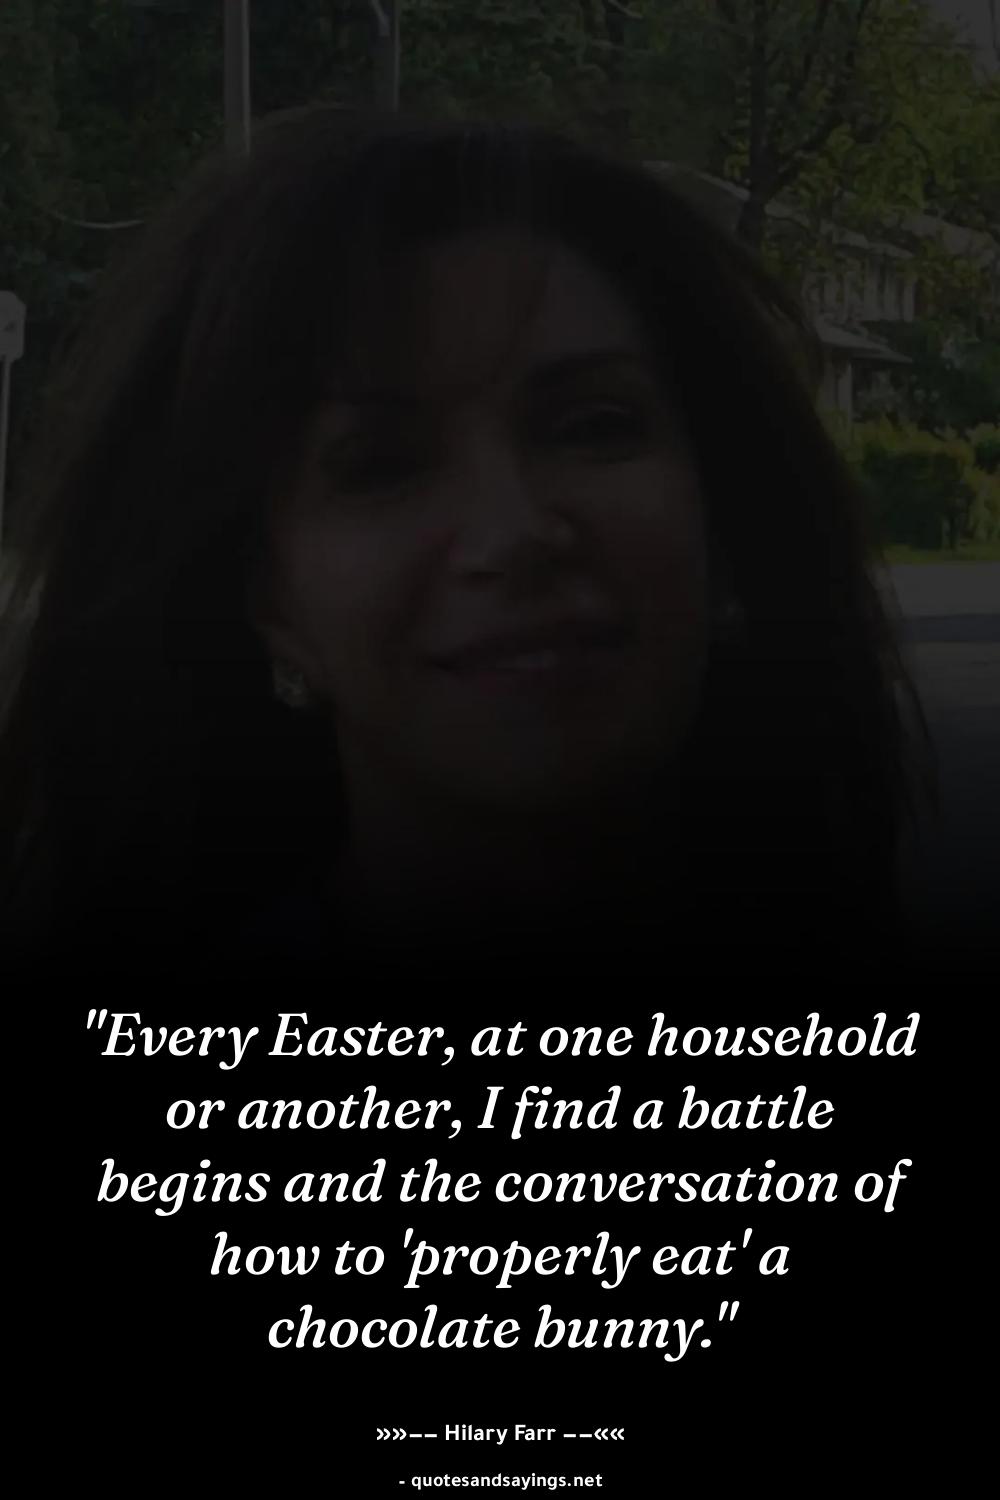 "Every Easter, at one household
or another, I find a battle
begins and the conversation of
how to 'properly eat' a
chocolate bunny."
»»—— Hilary Farr ——««
- quotesandsayings.net